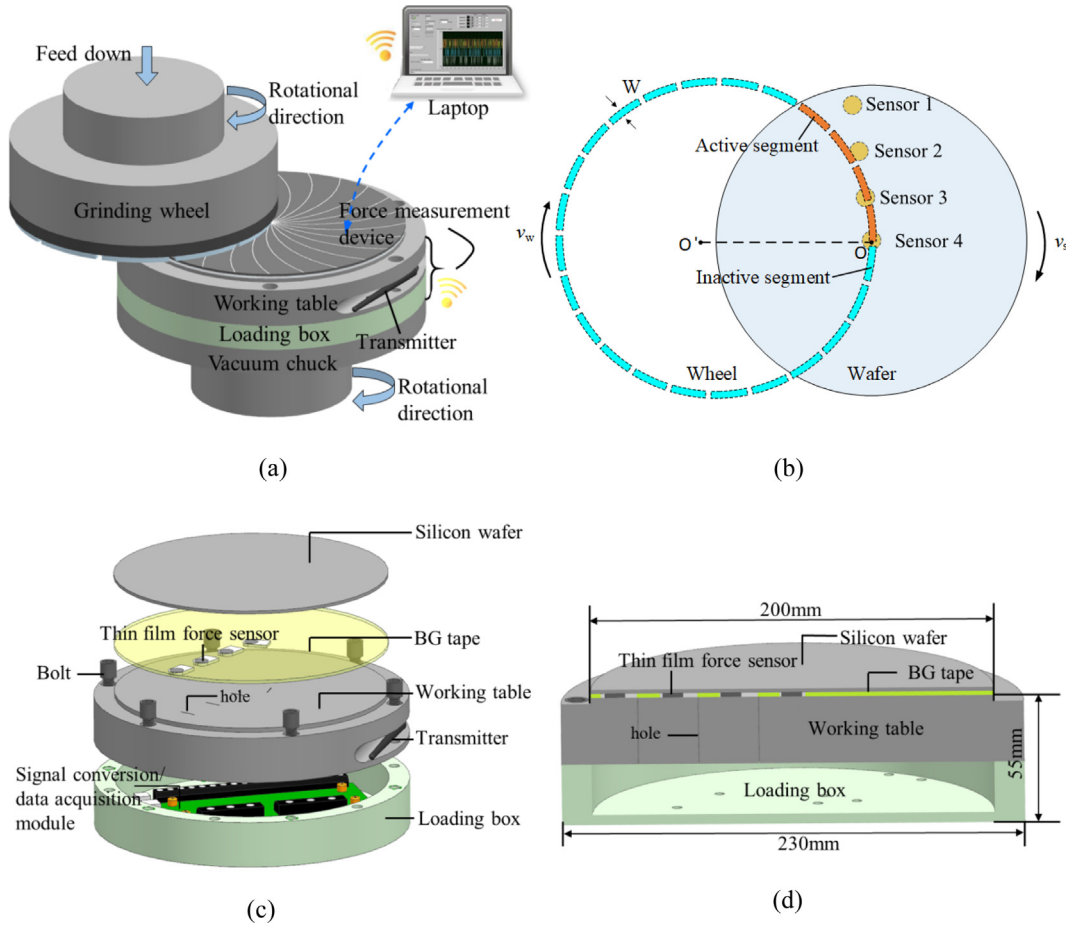 Feed down
Rotational
direction
Laptop
Grinding wheel
Force measurement
device
Working table
Loading box
Transmitter
Vacuum chuck
Rotational
direction
(a)
W
Sensor 1
Active segment
Sensor 2
Sensor 3
Sensor 4
vw
O'
O
vs
Inactive segment
Wheel
Wafer
(b)
Silicon wafer
Thin film force sensor
BG tape
Bolt
hole
Working table
Transmitter
Signal conversion/
data acquisition
module
Loading box
(c)
200mm
Silicon wafer
Thin film force sensor
BG tape
hole
Working table
55mm
Loading box
230mm
(d)